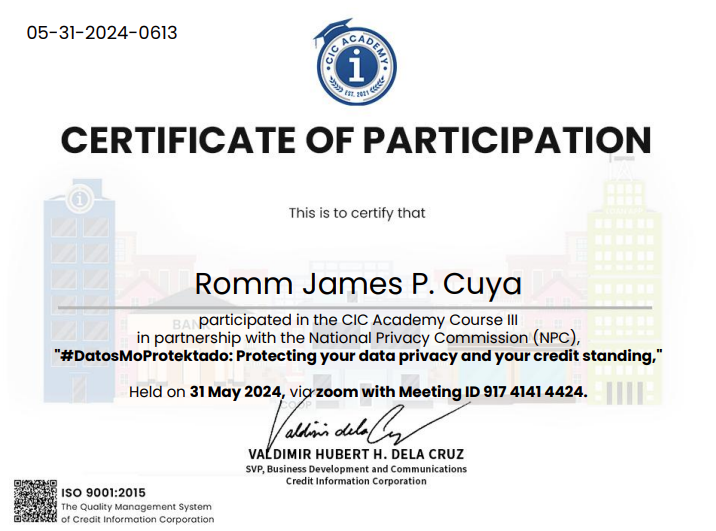 05-31-2024-0613
CIC ACADEMY
EST. 2021
CERTIFICATE OF PARTICIPATION
This is to certify that
Romm James P. Cuya
participated in the CIC Academy Course III
in partnership with the National Privacy Commission (NPC),
"#DatosMoProtektado: Protecting your data privacy and your credit standing,"
Held on 31 May 2024, via zoom with Meeting ID 917 4141 4424.
Valdimir dela Cruz
VALDIMIR HUBERT H. DELA CRUZ
SVP, Business Development and Communications
Credit Information Corporation
ISO 9001:2015
The Quality Management System
of Credit Information Corporation